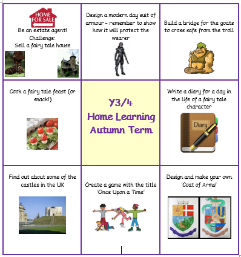 HOME
FOR SALE
Be an estate agent!
Challenge:
Sell a fairy tale house
Design a modern day suit of
armour - remember to show
how it will protect the
wearer
Build a bridge for the goats
to cross safe from the troll
Cook a fairy tale feast (or
snack!)
Y3/4
Home Learning
Autumn Term
Write a diary for a day in
the life of a fairy tale
character
Diary
Find out about some of the
castles in the UK
Create a game with the title
'Once Upon a Time'
Design and make your own
'Coat of Arms'